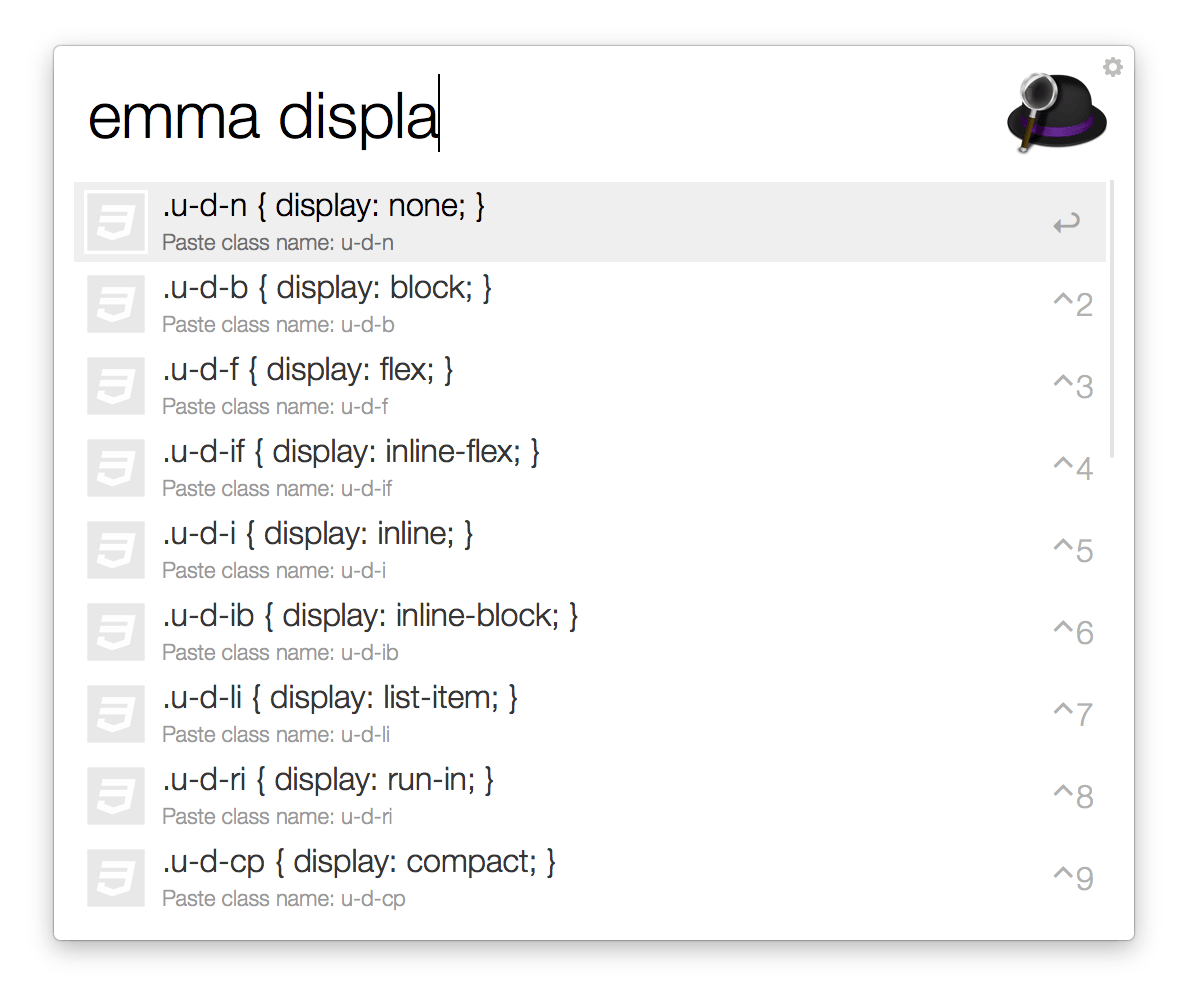 emma displa
.u-d-n { display: none; }
Paste class name: u-d-n
.u-d-b { display: block; }
Paste class name: u-d-b
^2
.u-d-f { display: flex; }
Paste class name: u-d-f
^3
.u-d-if { display: inline-flex; }
Paste class name: u-d-if
^4
.u-d-i { display: inline; }
Paste class name: u-d-i
^5
.u-d-ib { display: inline-block; }
Paste class name: u-d-ib
^6
.u-d-li { display: list-item; }
Paste class name: u-d-li
^7
.u-d-ri { display: run-in; }
Paste class name: u-d-ri
^8
.u-d-cp { display: compact; }
Paste class name: u-d-cp
^9